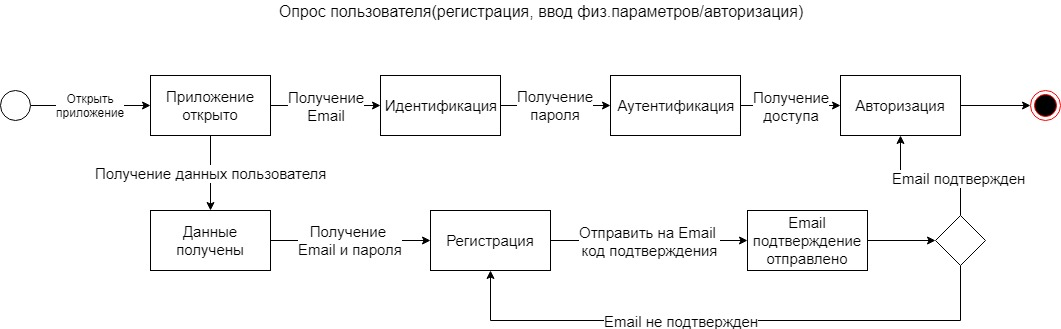 Опрос пользователя(регистрация, ввод физ.параметров/авторизация)
Открыть
приложение
Приложение
открыто
Получение
Email
Идентификация
Получение
пароля
Аутентификация
Получение
доступа
Авторизация
Получение данных пользователя
Email подтвержден
Данные
получены
Получение
Email и пароля
Регистрация
Отправить на Email
код подтверждения
Email
подтверждение
отправлено
Email не подтвержден